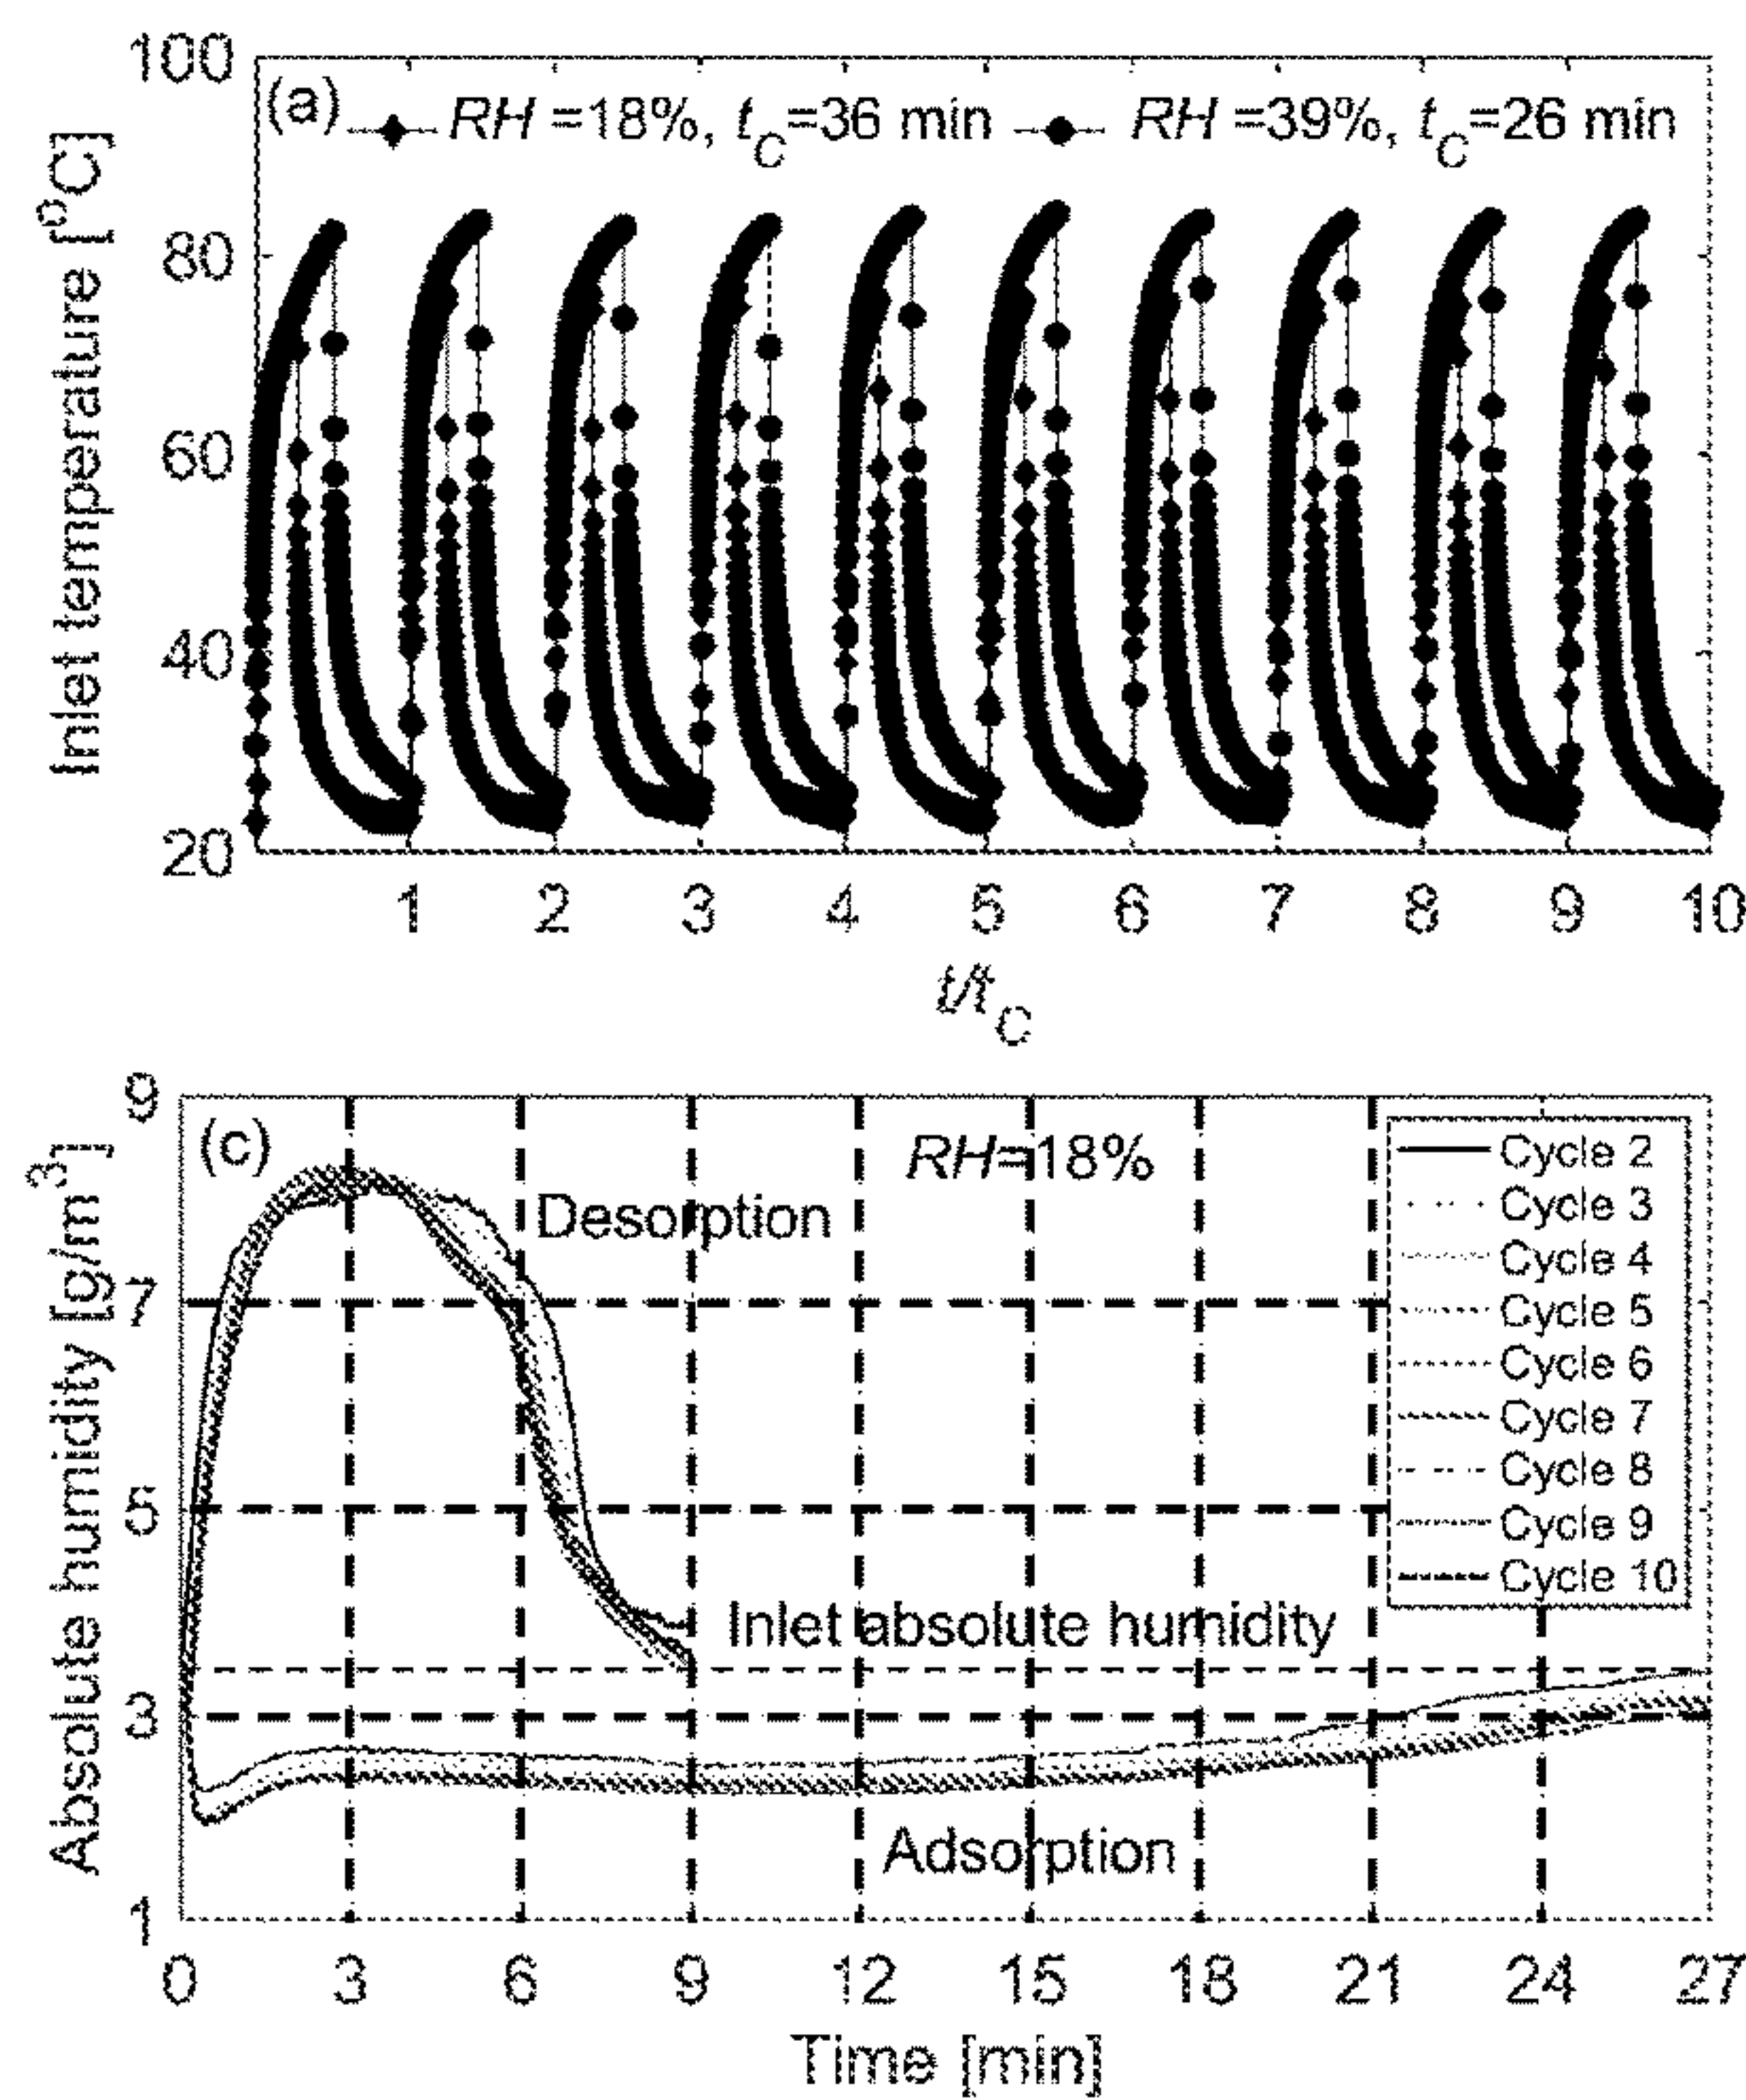 100
(a) RH =18%, tC=36 min RH =39%, tC=26 min
80
60
40
20
Inlet temperature [°C]
1 2 3 4 5 6 7 8 9 10
t/tC
9
(c) RH=18%
Desorption
7
5
Inlet absolute humidity
3
Adsorption
1
Absolute humidity [g/m3]
Cycle 2
Cycle 3
Cycle 4
Cycle 5
Cycle 6
Cycle 7
Cycle 8
Cycle 9
Cycle 10
0 3 6 9 12 15 18 21 24 27
Time [min]